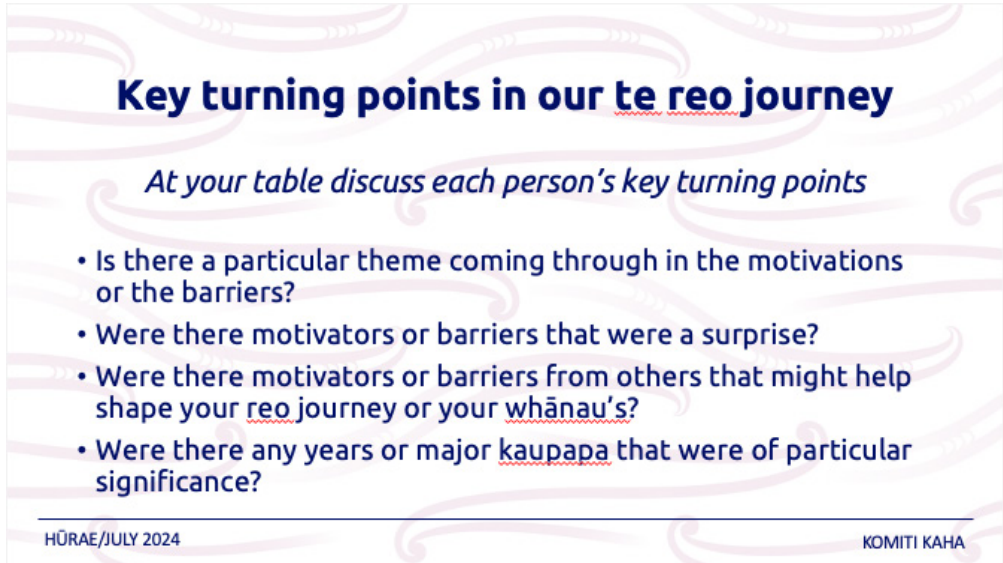 Key turning points in our te reo journey
At your table discuss each person's key turning points
• Is there a particular theme coming through in the motivations
or the barriers?
• Were there motivators or barriers that were a surprise?
• Were there motivators or barriers from others that might help
shape your reo journey or your whānau's?
• Were there any years or major kaupapa that were of particular
significance?
HŪRAE/JULY 2024
KOMITI KAHA